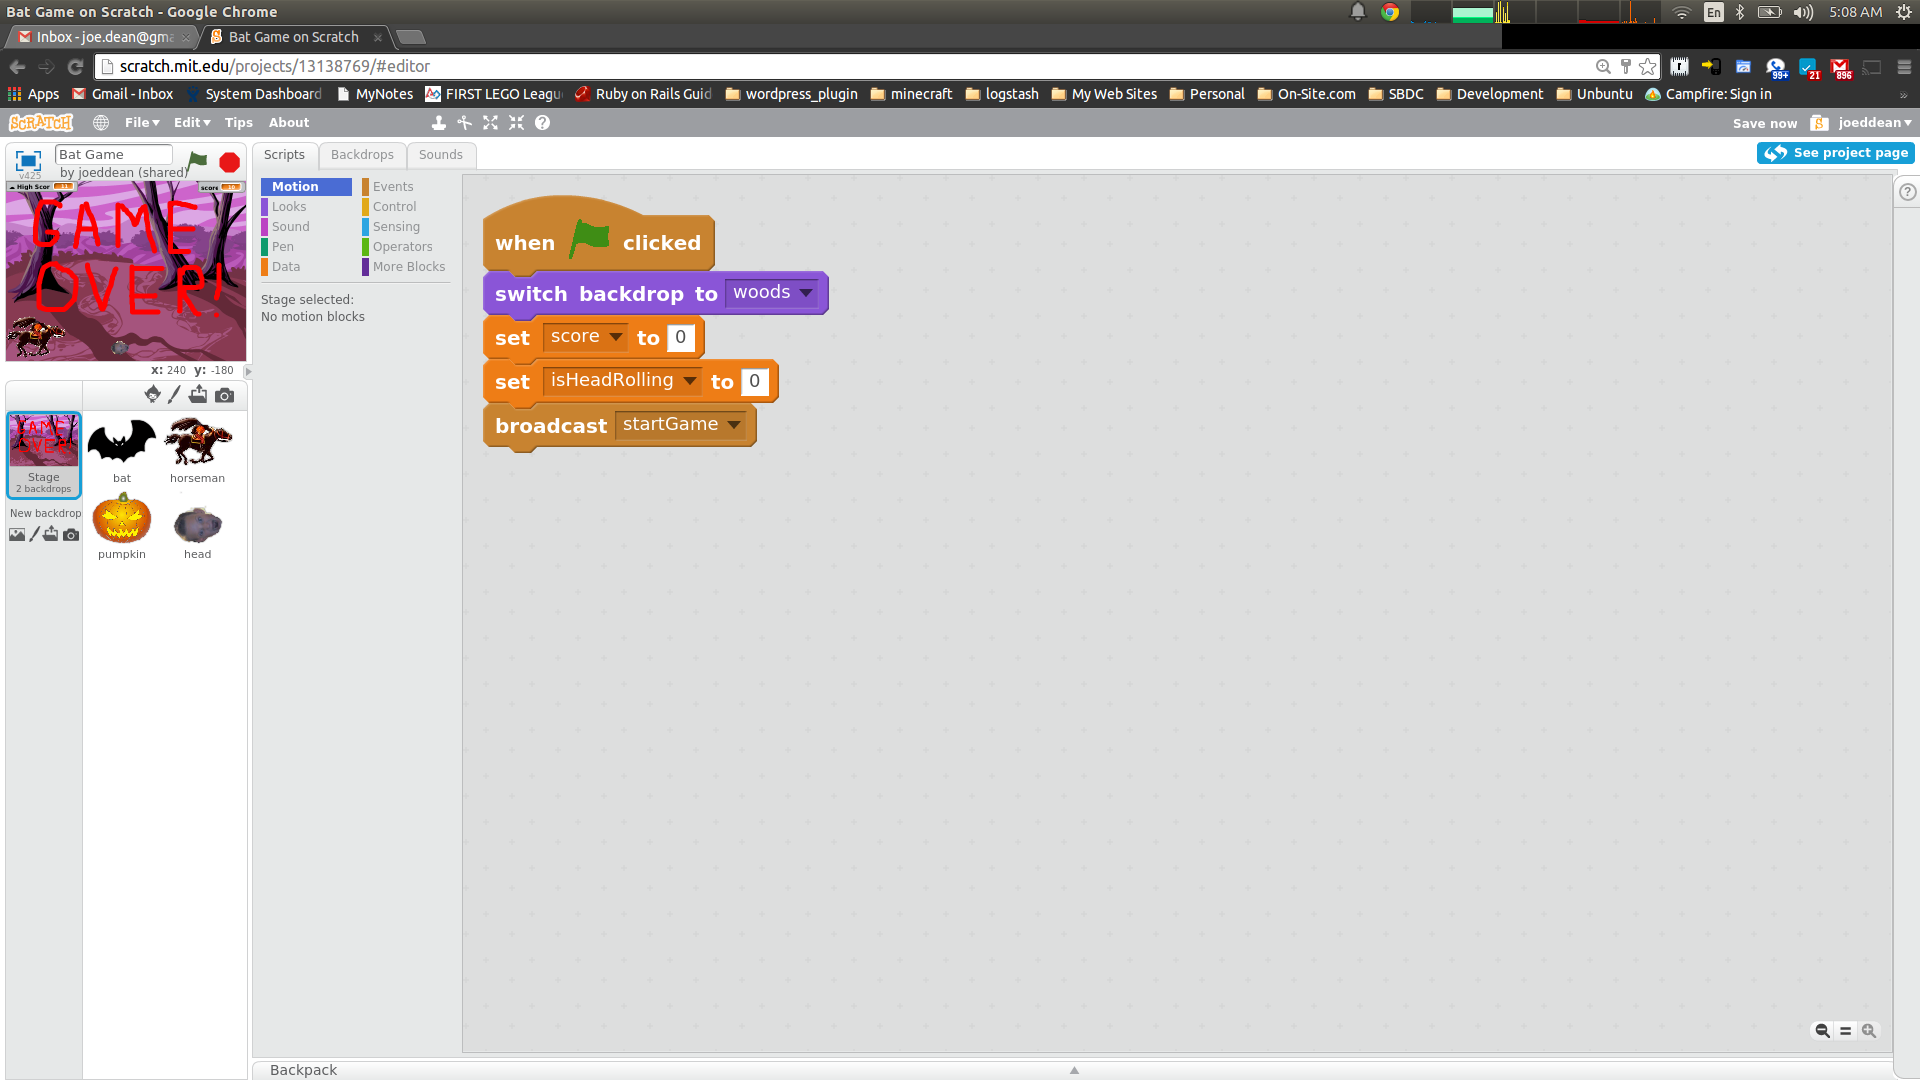 Bat Game on Scratch - Google Chrome
En 5:08 AM
Inbox - joe.dean@gma
Bat Game on Scratch
scratch.mit.edu/projects/13138769/#editor
99+ 21 896
Apps Gmail - Inbox System Dashboard MyNotes FIRST LEGO Leagu Ruby on Rails Guid wordpress_plugin minecraft logstash My Web Sites Personal On-Site.com SBDC Development Unbuntu Campfire: Sign in »
SCRATCH File Edit Tips About Save now joeddean
Bat Game
by joeddean (shared)
v425
Scripts Backdrops Sounds
See project page
High Scor 11 score 10
GAME
OVER!
x: 240 y: -180
Motion Events
Looks Control
Sound Sensing
Pen Operators
Data More Blocks
Stage selected:
No motion blocks
when clicked
switch backdrop to woods
set score to 0
set isHeadRolling to 0
broadcast startGame
GAME
OVER
Stage
2 backdrops
New backdrop
bat
horseman
pumpkin
head
Backpack